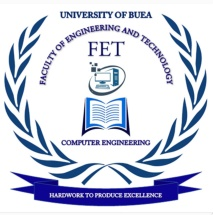 UNIVERSITY OF BUEA
FACULTY OF ENGINEERING AND TECHNOLOGY
FET
COMPUTER ENGINEERING
HARDWORK TO PRODUCE EXCELLENCE